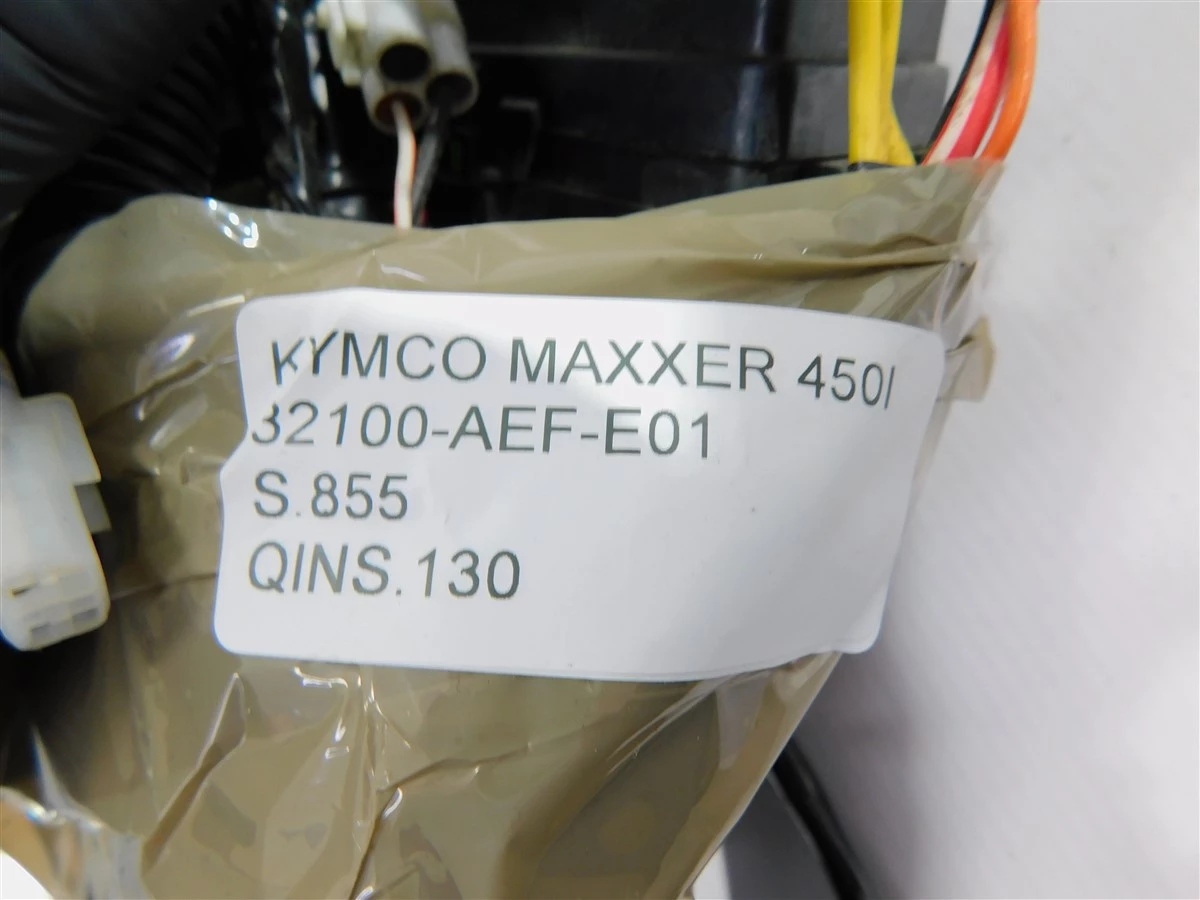 KYMCO MAXXER 450I
32100-AEF-E01
S.855
QINS.130